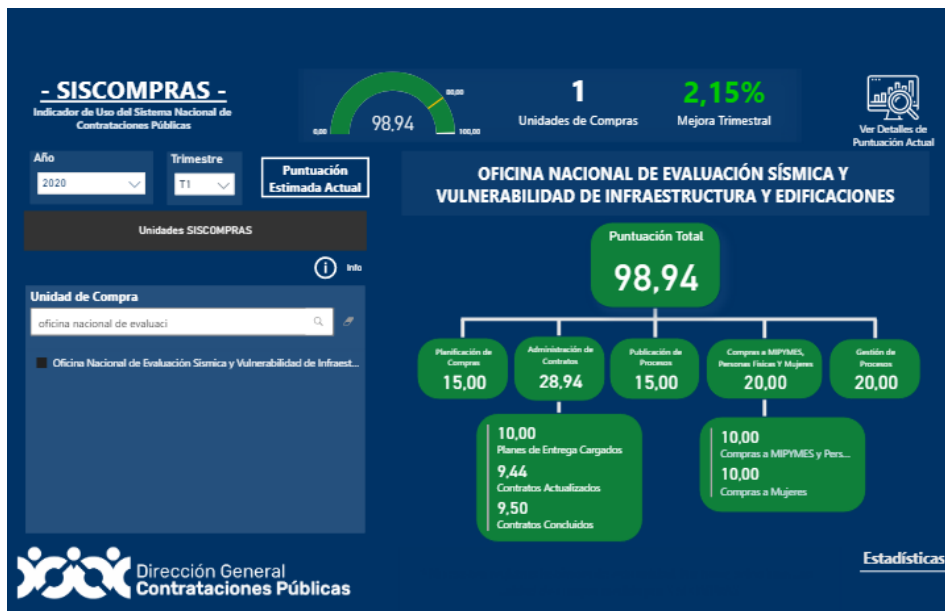 - SISCOMPRAS -
Indicador de Uso del Sistema Nacional de
Contrataciones Públicas
0,00
98,94
80,00
100,00
1
Unidades de Compras
2,15%
Mejora Trimestral
Ver Detalles de
Puntuación Actual
Año
2020
Trimestre
T1
Puntuación
Estimada Actual
Unidades SISCOMPRAS
Info
Unidad de Compra
oficina nacional de evaluaci
Oficina Nacional de Evaluación Sismica y Vulnerabilidad de Infraest...
OFICINA NACIONAL DE EVALUACIÓN SÍSMICA Y
VULNERABILIDAD DE INFRAESTRUCTURA Y EDIFICACIONES
Puntuación Total
98,94
Planificación de
Compras
15,00
Administración de
Contratos
28,94
Publicación de
Procesos
15,00
Compras a MIPYMES,
Personas Físicas Y Mujeres
20,00
Gestión de
Procesos
20,00
10,00
Planes de Entrega Cargados
9,44
Contratos Actualizados
9,50
Contratos Concluidos
10,00
Compras a MIPYMES y Pers...
10,00
Compras a Mujeres
Estadísticas
Dirección General
Contrataciones Públicas